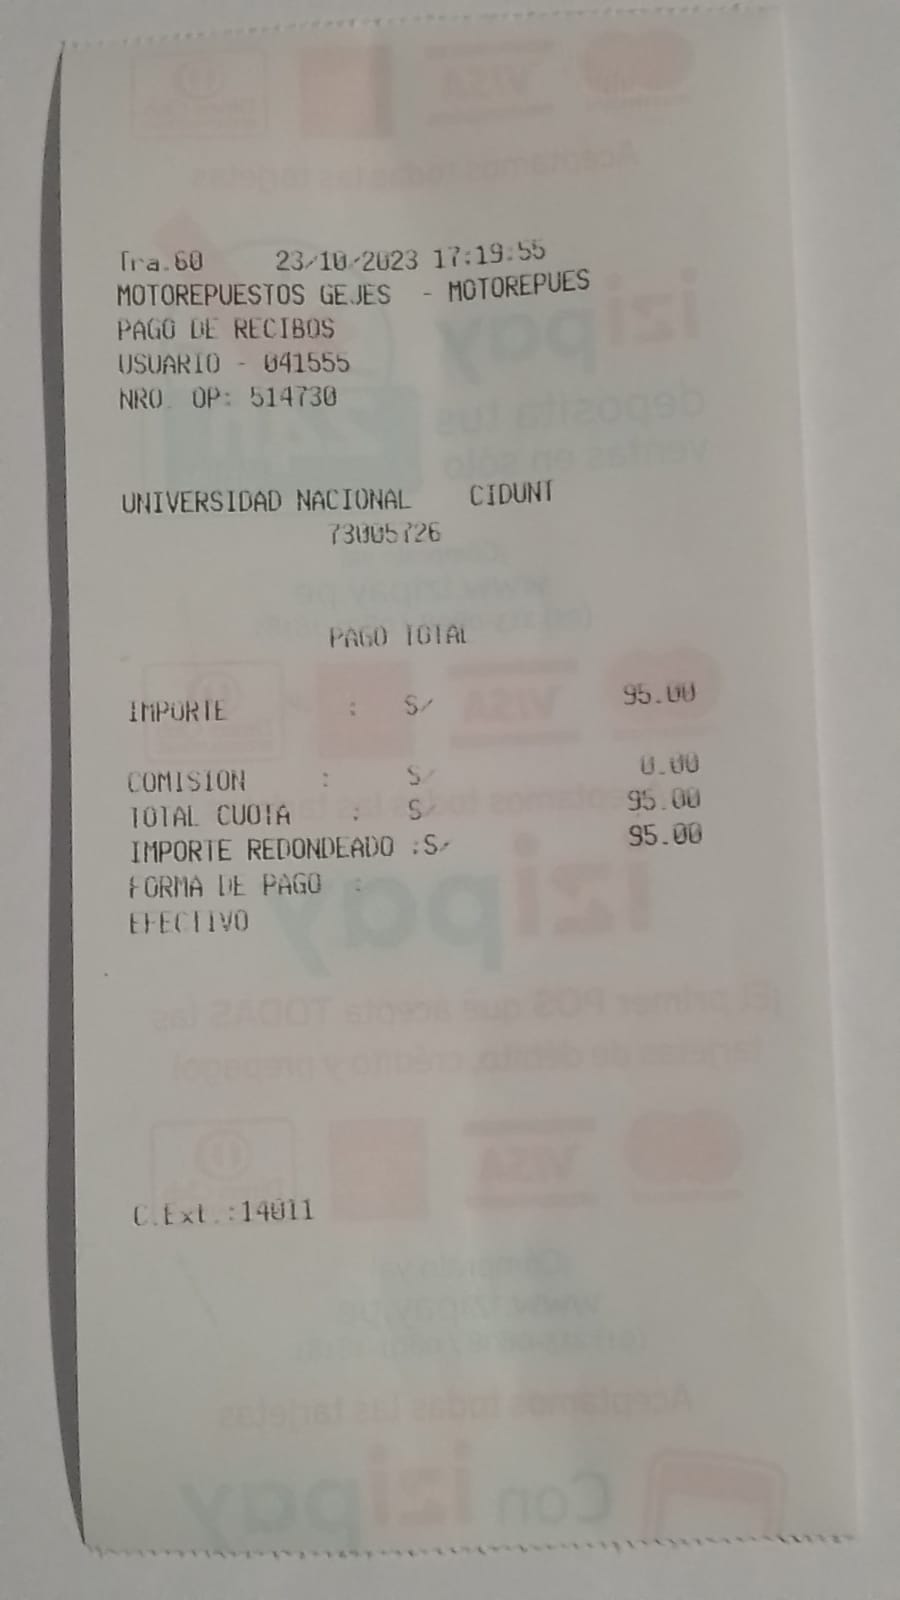 Tra.60 23/10/2023 17:19:55
MOTOREPUESTOS GEJES - MOTOREPUES
PAGO DE RECIBOS
USUARIO - 041555
NRO. OP: 514730
UNIVERSIDAD NACIONAL CIDUNT
73005726
PAGO TOTAL
IMPORTE : S/ 95.00
COMISION : S/ 0.00
TOTAL CUOTA : S/ 95.00
IMPORTE REDONDEADO :S/ 95.00
FORMA DE PAGO :
EFECTIVO
C.Ext.:14011